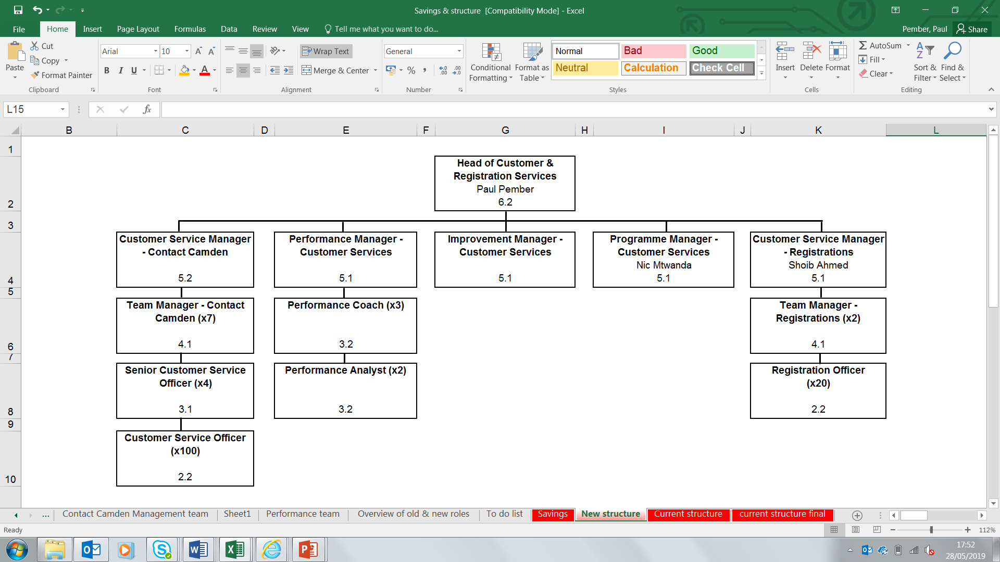 Savings & structure  [Compatibility Mode] - Excel
File Home Insert Page Layout Formulas Data Review View Tell me what you want to do... Pember, Paul Share
Paste
Cut
Copy
Format Painter
Clipboard
Arial 10
B I U
Font
Wrap Text
Merge & Center
Alignment
General
%
Number
Conditional Formatting
Format as Table
Normal Bad Good
Neutral Calculation Check Cell
Styles
Insert Delete Format
Cells
AutoSum
Fill
Clear
Sort & Filter
Find & Select
Editing
L15 fx
B C D E F G H I J K L
1
2
3
4
5
6
7
8
9
10
Head of Customer &
Registration Services
Paul Pember
6.2
Customer Service Manager
- Contact Camden
5.2
Performance Manager -
Customer Services
5.1
Improvement Manager -
Customer Services
5.1
Programme Manager -
Customer Services
Nic Mtwanda
5.1
Customer Service Manager
- Registrations
Shoib Ahmed
5.1
Team Manager - Contact
Camden (x7)
4.1
Performance Coach (x3)
3.2
Team Manager -
Registrations (x2)
4.1
Senior Customer Service
Officer (x4)
3.1
Performance Analyst (x2)
3.2
Registration Officer
(x20)
2.2
Customer Service Officer
(x100)
2.2
... Contact Camden Management team Sheet1 Performance team Overview of old & new roles To do list Savings New structure Current structure current structure final
Ready 112%
17:52
28/05/2019